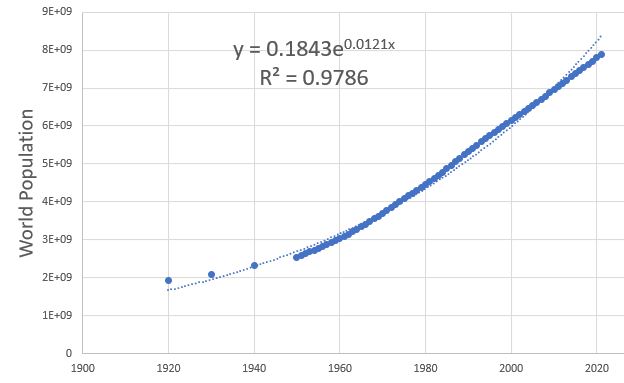 9E+09
8E+09
7E+09
6E+09
5E+09
4E+09
3E+09
2E+09
1E+09
0
World Population
y = 0.1843e^0.0121x
R² = 0.9786
1900
1920
1940
1960
1980
2000
2020